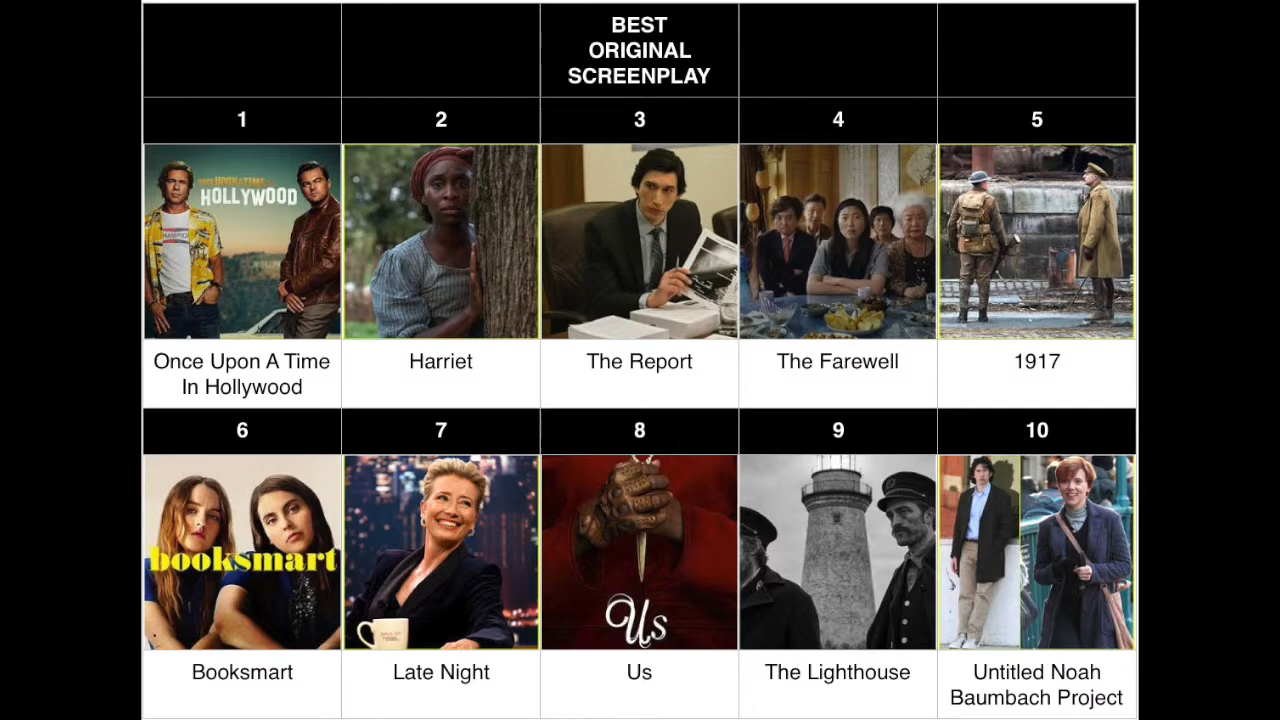 BEST
ORIGINAL
SCREENPLAY
1
2
3
4
5
ONCE UPON A TIME IN
HOLLYWOOD
CHAMPION
Once Upon A Time
In Hollywood
Harriet
The Report
The Farewell
1917
6
7
8
9
10
booksmart
Us
Booksmart
Late Night
Us
The Lighthouse
Untitled Noah
Baumbach Project